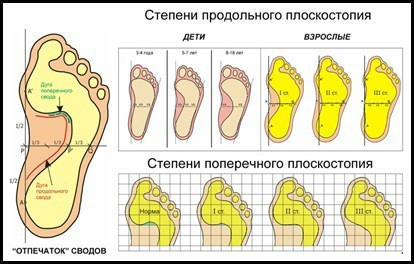 Степени продольного плоскостопия
ДЕТИ
ВЗРОСЛЫЕ
3-4 года
5-7 лет
8-18 лет
I ст.
II ст.
III ст.
Дуга
поперечного
свода
A'
1/2
1/3
1/3
1/3
P
P'
Q
1/2
Дуга
продольного
свода
A
"ОТПЕЧАТОК" СВОДОВ
Степени поперечного плоскостопия
Норма
I ст.
II ст.
III ст.